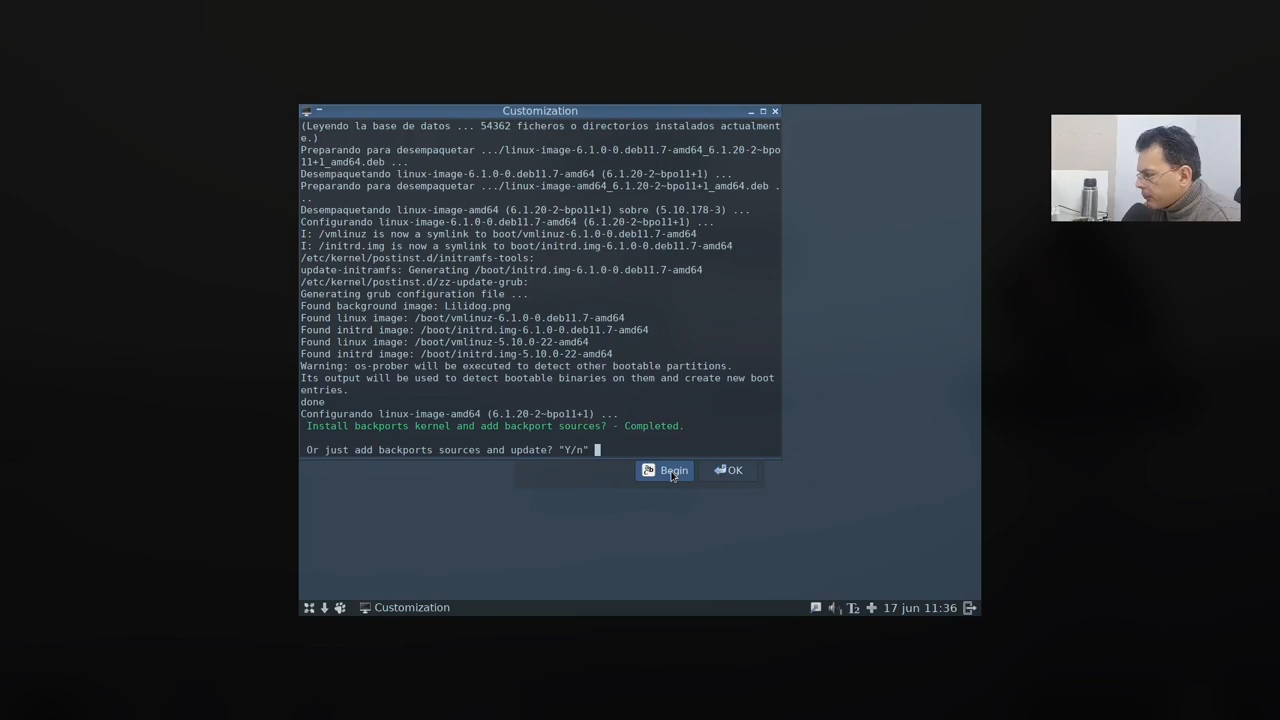 Customization
(Leyendo la base de datos ... 54362 ficheros o directorios instalados actualment
e.)
Preparando para desempaquetar .../linux-image-6.1.0-0.deb11.7-amd64_6.1.20-2~bpo
11+1_amd64.deb ...
Desempaquetando linux-image-6.1.0-0.deb11.7-amd64 (6.1.20-2~bpo11+1) ...
Preparando para desempaquetar .../linux-image-amd64_6.1.20-2~bpo11+1_amd64.deb .
..
Desempaquetando linux-image-amd64 (6.1.20-2~bpo11+1) sobre (5.10.178-3) ...
Configurando linux-image-6.1.0-0.deb11.7-amd64 (6.1.20-2~bpo11+1) ...
I: /vmlinuz is now a symlink to boot/vmlinuz-6.1.0-0.deb11.7-amd64
I: /initrd.img is now a symlink to boot/initrd.img-6.1.0-0.deb11.7-amd64
/etc/kernel/postinst.d/initramfs-tools:
update-initramfs: Generating /boot/initrd.img-6.1.0-0.deb11.7-amd64
/etc/kernel/postinst.d/zz-update-grub:
Generating grub configuration file ...
Found background image: Lilidog.png
Found linux image: /boot/vmlinuz-6.1.0-0.deb11.7-amd64
Found initrd image: /boot/initrd.img-6.1.0-0.deb11.7-amd64
Found linux image: /boot/vmlinuz-5.10.0-22-amd64
Found initrd image: /boot/initrd.img-5.10.0-22-amd64
Warning: os-prober will be executed to detect other bootable partitions.
Its output will be used to detect bootable binaries on them and create new boot
entries.
done
Configurando linux-image-amd64 (6.1.20-2~bpo11+1) ...
Install backports kernel and add backport sources? - Completed.
Or just add backports sources and update? "Y/n"
Begin OK
Customization 17 jun 11:36